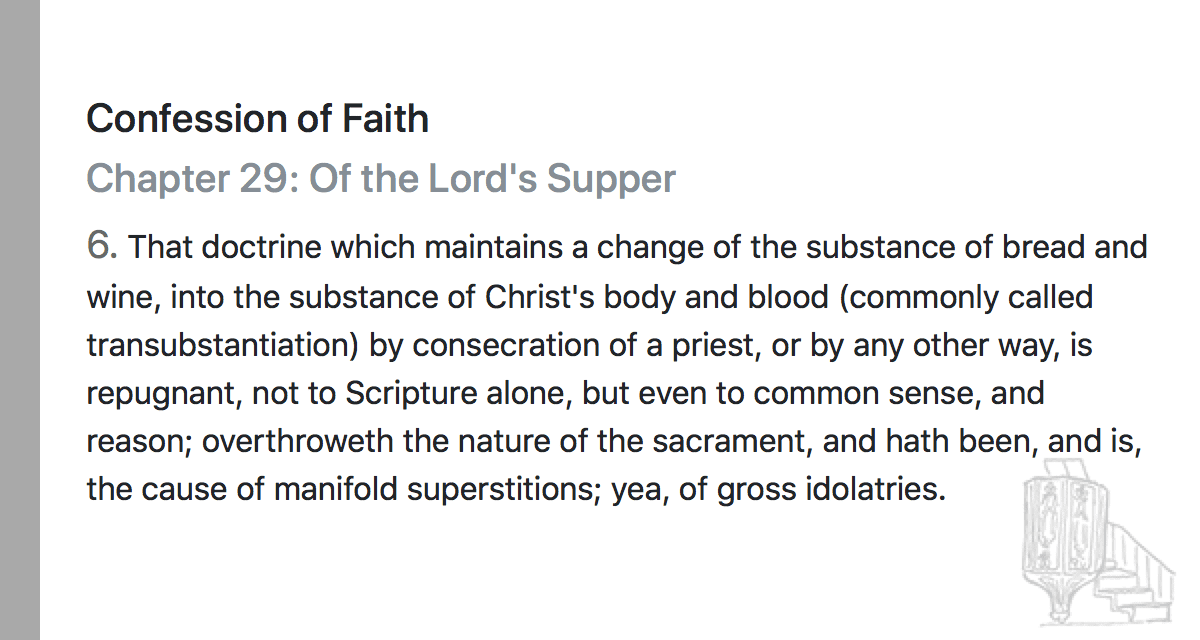 Confession of Faith
Chapter 29: Of the Lord's Supper
6. That doctrine which maintains a change of the substance of bread and
wine, into the substance of Christ's body and blood (commonly called
transubstantiation) by consecration of a priest, or by any other way, is
repugnant, not to Scripture alone, but even to common sense, and
reason; overthroweth the nature of the sacrament, and hath been, and is,
the cause of manifold superstitions; yea, of gross idolatries.